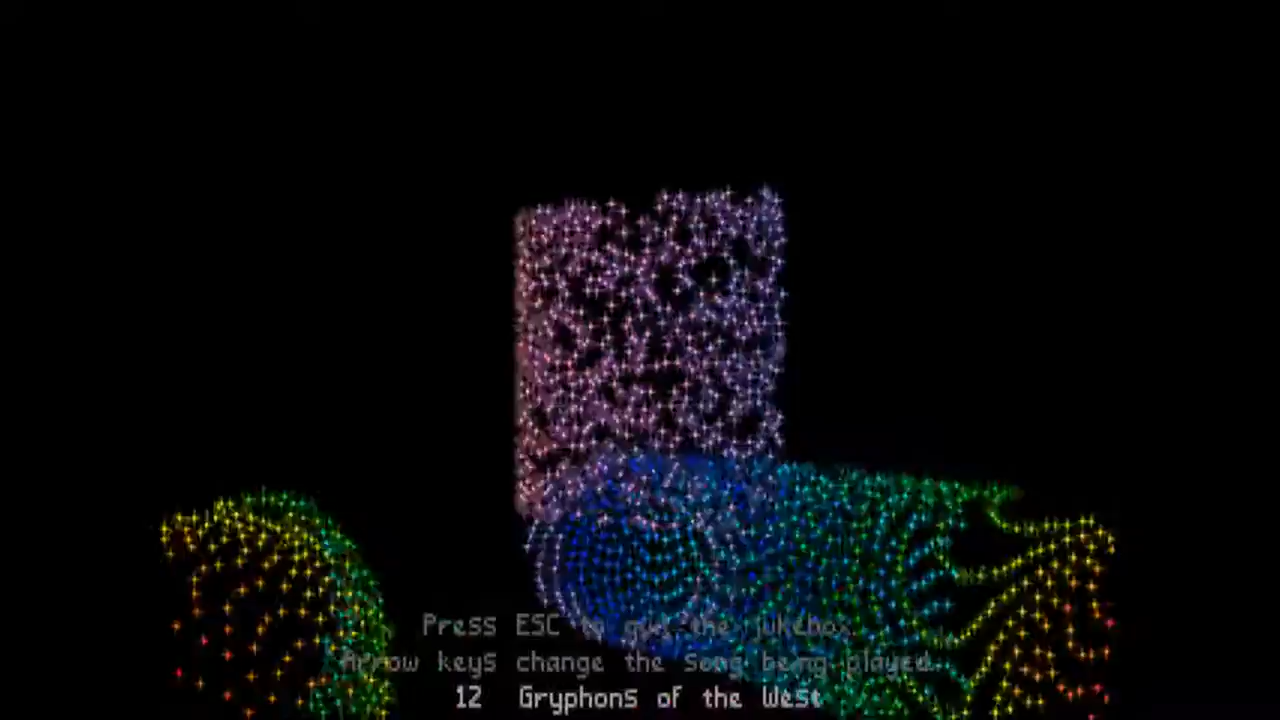 Press ESC to quit the jukebox.
Arrow keys change the song being played.
12 Gryphons of the West